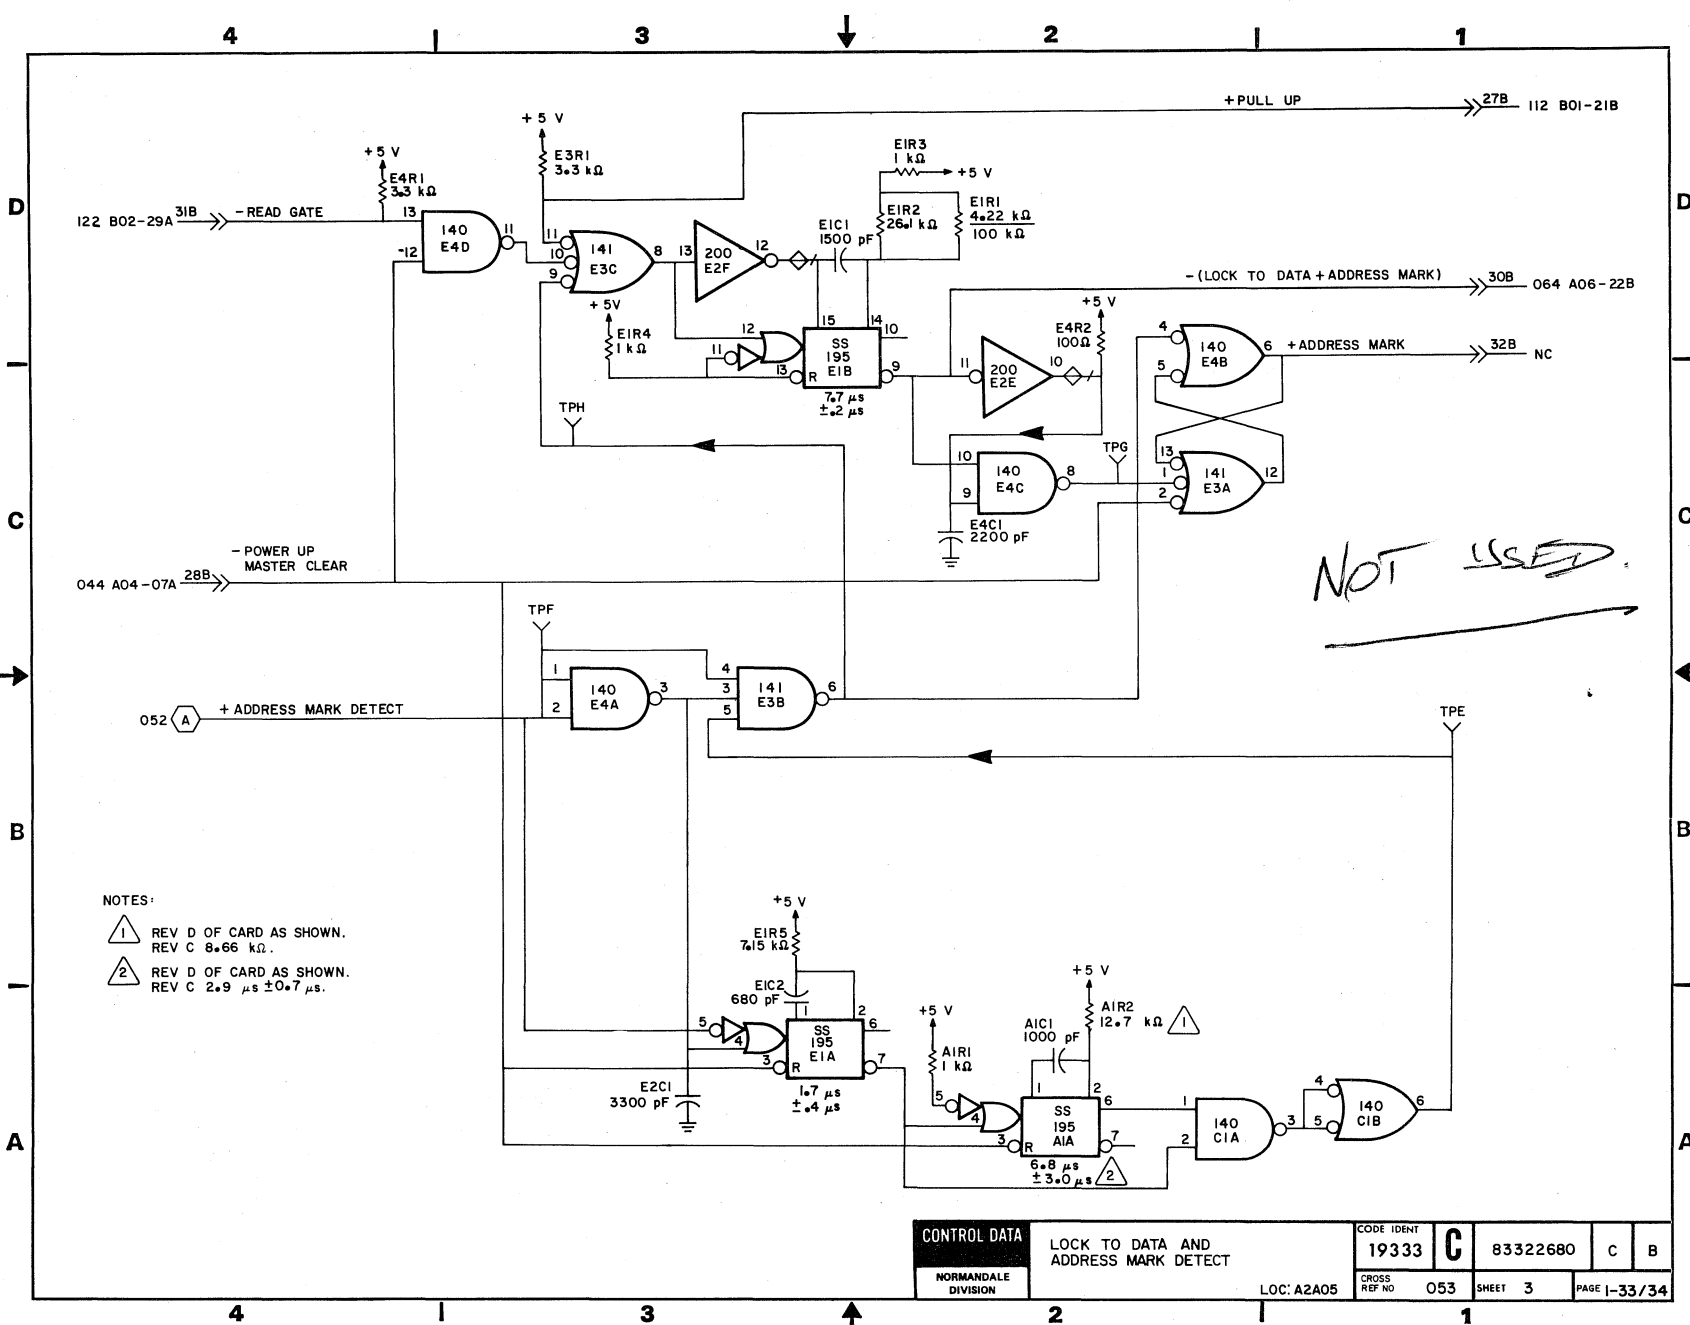 4 3 2 1
+PULL UP
27B
112 B01-21B
+5 V
E3R1
3.3 kΩ
+5 V
E4R1
3.3 kΩ
E1R3
1 kΩ
+5 V
D
D
122 B02-29A
31B
-READ GATE
13
140
E4D
11
-12
11
10
9
141
E3C
8
13
200
E2F
12
E1C1
1500 pF
E1R2
26.1 kΩ
E1R1
4.22 kΩ
100 kΩ
-(LOCK TO DATA+ADDRESS MARK)
30B
064 A06-22B
+5V
E1R4
1 kΩ
12
11
13
15
14
10
9
R
SS
195
E1B
7.7 µs
±.2 µs
11
200
E2E
10
E4R2
100Ω
+5 V
4
5
140
E4B
6
+ADDRESS MARK
32B
NC
TPH
10
9
140
E4C
8
TPG
13
1
2
141
E3A
12
E4C1
2200 pF
C
C
NOT USED.
-POWER UP
MASTER CLEAR
044 A04-07A
28B
TPF
1
2
140
E4A
3
4
3
5
141
E3B
6
052
A
+ADDRESS MARK DETECT
TPE
B
B
NOTES:
1
REV D OF CARD AS SHOWN.
REV C 8.66 kΩ.
2
REV D OF CARD AS SHOWN.
REV C 2.9 µs ±0.7 µs.
+5 V
E1R5
7.15 kΩ
E1C2
680 pF
5
4
3
1
2
6
7
R
SS
195
E1A
1.7 µs
±.4 µs
E2C1
3300 pF
+5 V
A1R1
1 kΩ
A1C1
1000 pF
+5 V
A1R2
12.7 kΩ
1
5
4
3
1
2
6
7
R
SS
195
A1A
6.8 µs
±3.0 µs
2
1
2
140
C1A
3
4
5
140
C1B
6
A
A
CONTROL DATA
NORMANDALE
DIVISION
LOCK TO DATA AND
ADDRESS MARK DETECT
LOC: A2A05
CODE IDENT
19333
C
83322680
C
B
CROSS
REF NO
053
SHEET 3
PAGE 1-33/34
4 3 2 1